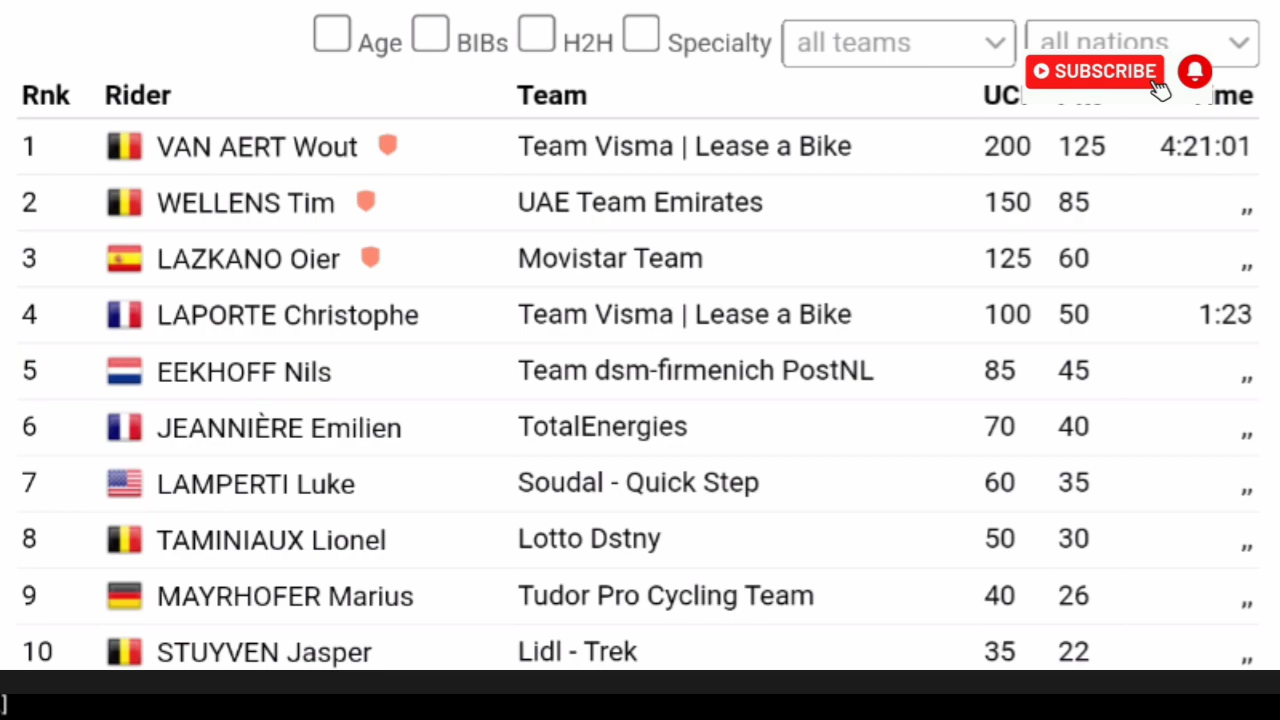 Age BIBs H2H Specialty all teams all nations
SUBSCRIBE
Rnk Rider Team
1 VAN AERT Wout Team Visma | Lease a Bike 200 125 4:21:01
2 WELLENS Tim UAE Team Emirates 150 85 ,,
3 LAZKANO Oier Movistar Team 125 60 ,,
4 LAPORTE Christophe Team Visma | Lease a Bike 100 50 1:23
5 EEKHOFF Nils Team dsm-firmenich PostNL 85 45 ,,
6 JEANNIÈRE Emilien TotalEnergies 70 40 ,,
7 LAMPERTI Luke Soudal - Quick Step 60 35 ,,
8 TAMINIAUX Lionel Lotto Dstny 50 30 ,,
9 MAYRHOFER Marius Tudor Pro Cycling Team 40 26 ,,
10 STUYVEN Jasper Lidl - Trek 35 22 ,,
]